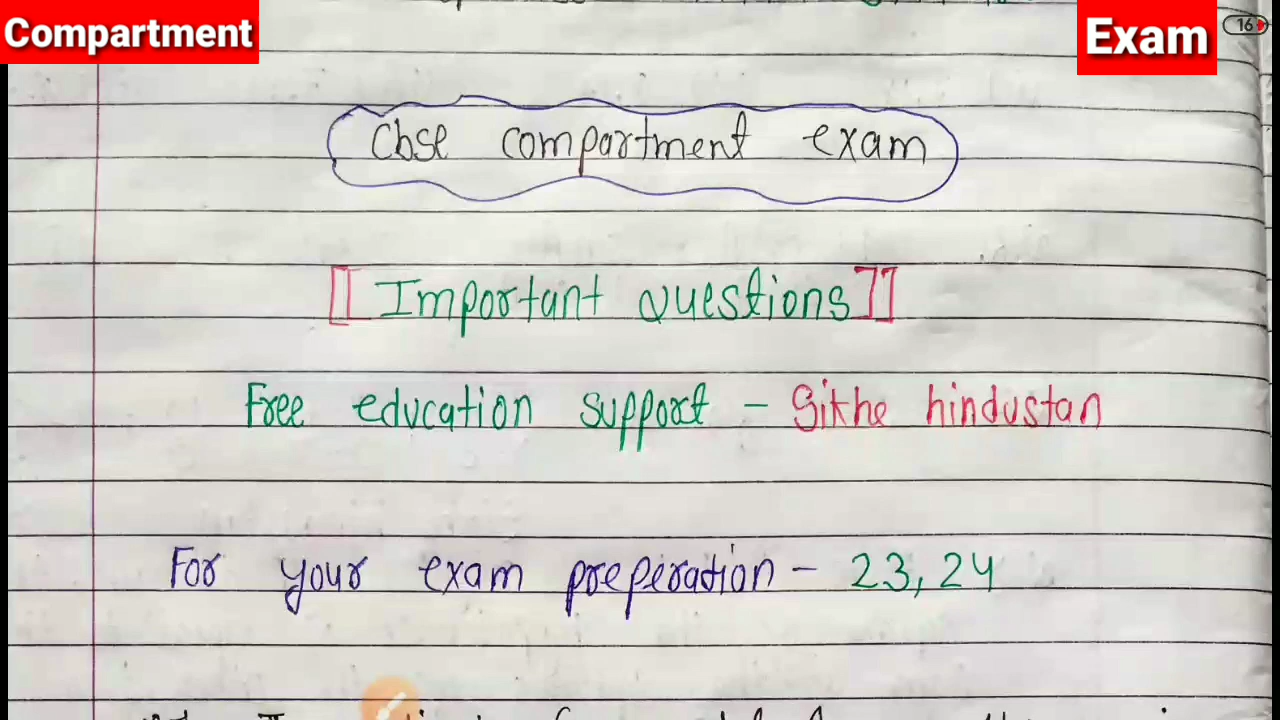 Compartment
Exam
16
Cbse compartment exam
[[Important questions]]
Free education support - Sikhe hindustan
For your exam preperation - 23, 24